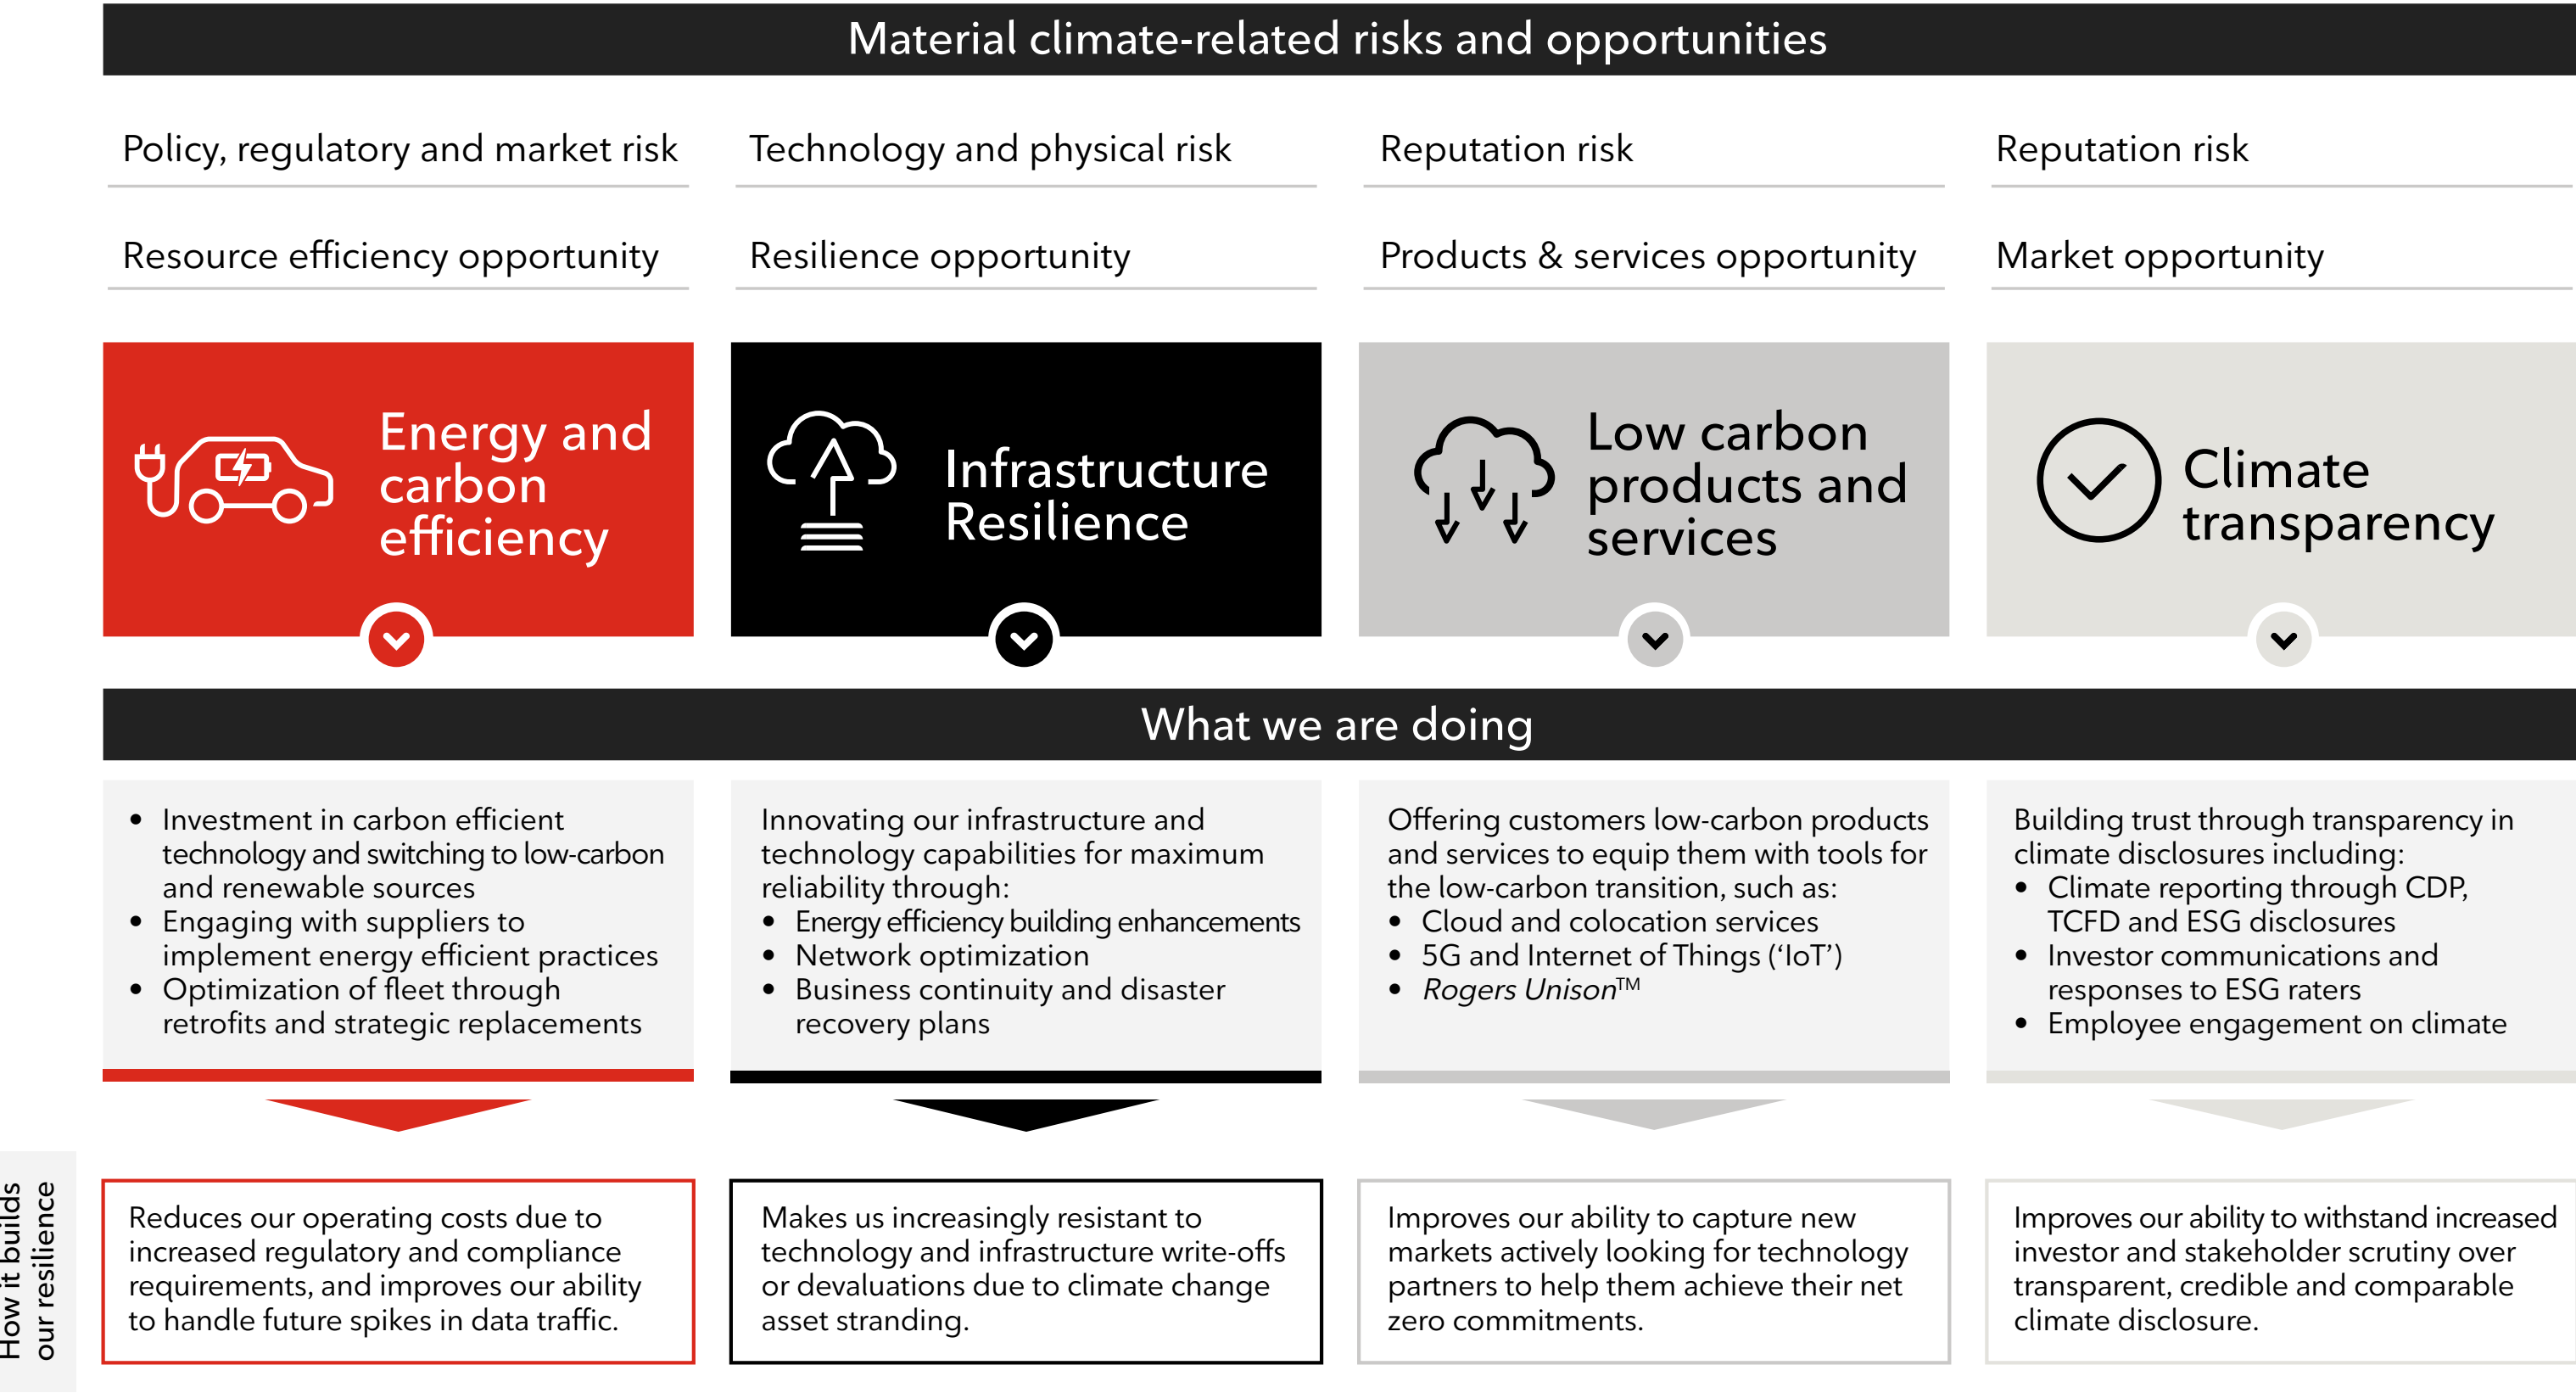 Material climate-related risks and opportunities
Policy, regulatory and market risk
Resource efficiency opportunity
Technology and physical risk
Resilience opportunity
Reputation risk
Products & services opportunity
Reputation risk
Market opportunity
Energy and
carbon
efficiency
Infrastructure
Resilience
Low carbon
products and
services
Climate
transparency
What we are doing
• Investment in carbon efficient
technology and switching to low-carbon
and renewable sources
• Engaging with suppliers to
implement energy efficient practices
• Optimization of fleet through
retrofits and strategic replacements
Innovating our infrastructure and
technology capabilities for maximum
reliability through:
• Energy efficiency building enhancements
• Network optimization
• Business continuity and disaster
recovery plans
Offering customers low-carbon products
and services to equip them with tools for
the low-carbon transition, such as:
• Cloud and colocation services
• 5G and Internet of Things (‘IoT’)
• Rogers Unison™
Building trust through transparency in
climate disclosures including:
• Climate reporting through CDP,
TCFD and ESG disclosures
• Investor communications and
responses to ESG raters
• Employee engagement on climate
How it builds
our resilience
Reduces our operating costs due to
increased regulatory and compliance
requirements, and improves our ability
to handle future spikes in data traffic.
Makes us increasingly resistant to
technology and infrastructure write-offs
or devaluations due to climate change
asset stranding.
Improves our ability to capture new
markets actively looking for technology
partners to help them achieve their net
zero commitments.
Improves our ability to withstand increased
investor and stakeholder scrutiny over
transparent, credible and comparable
climate disclosure.